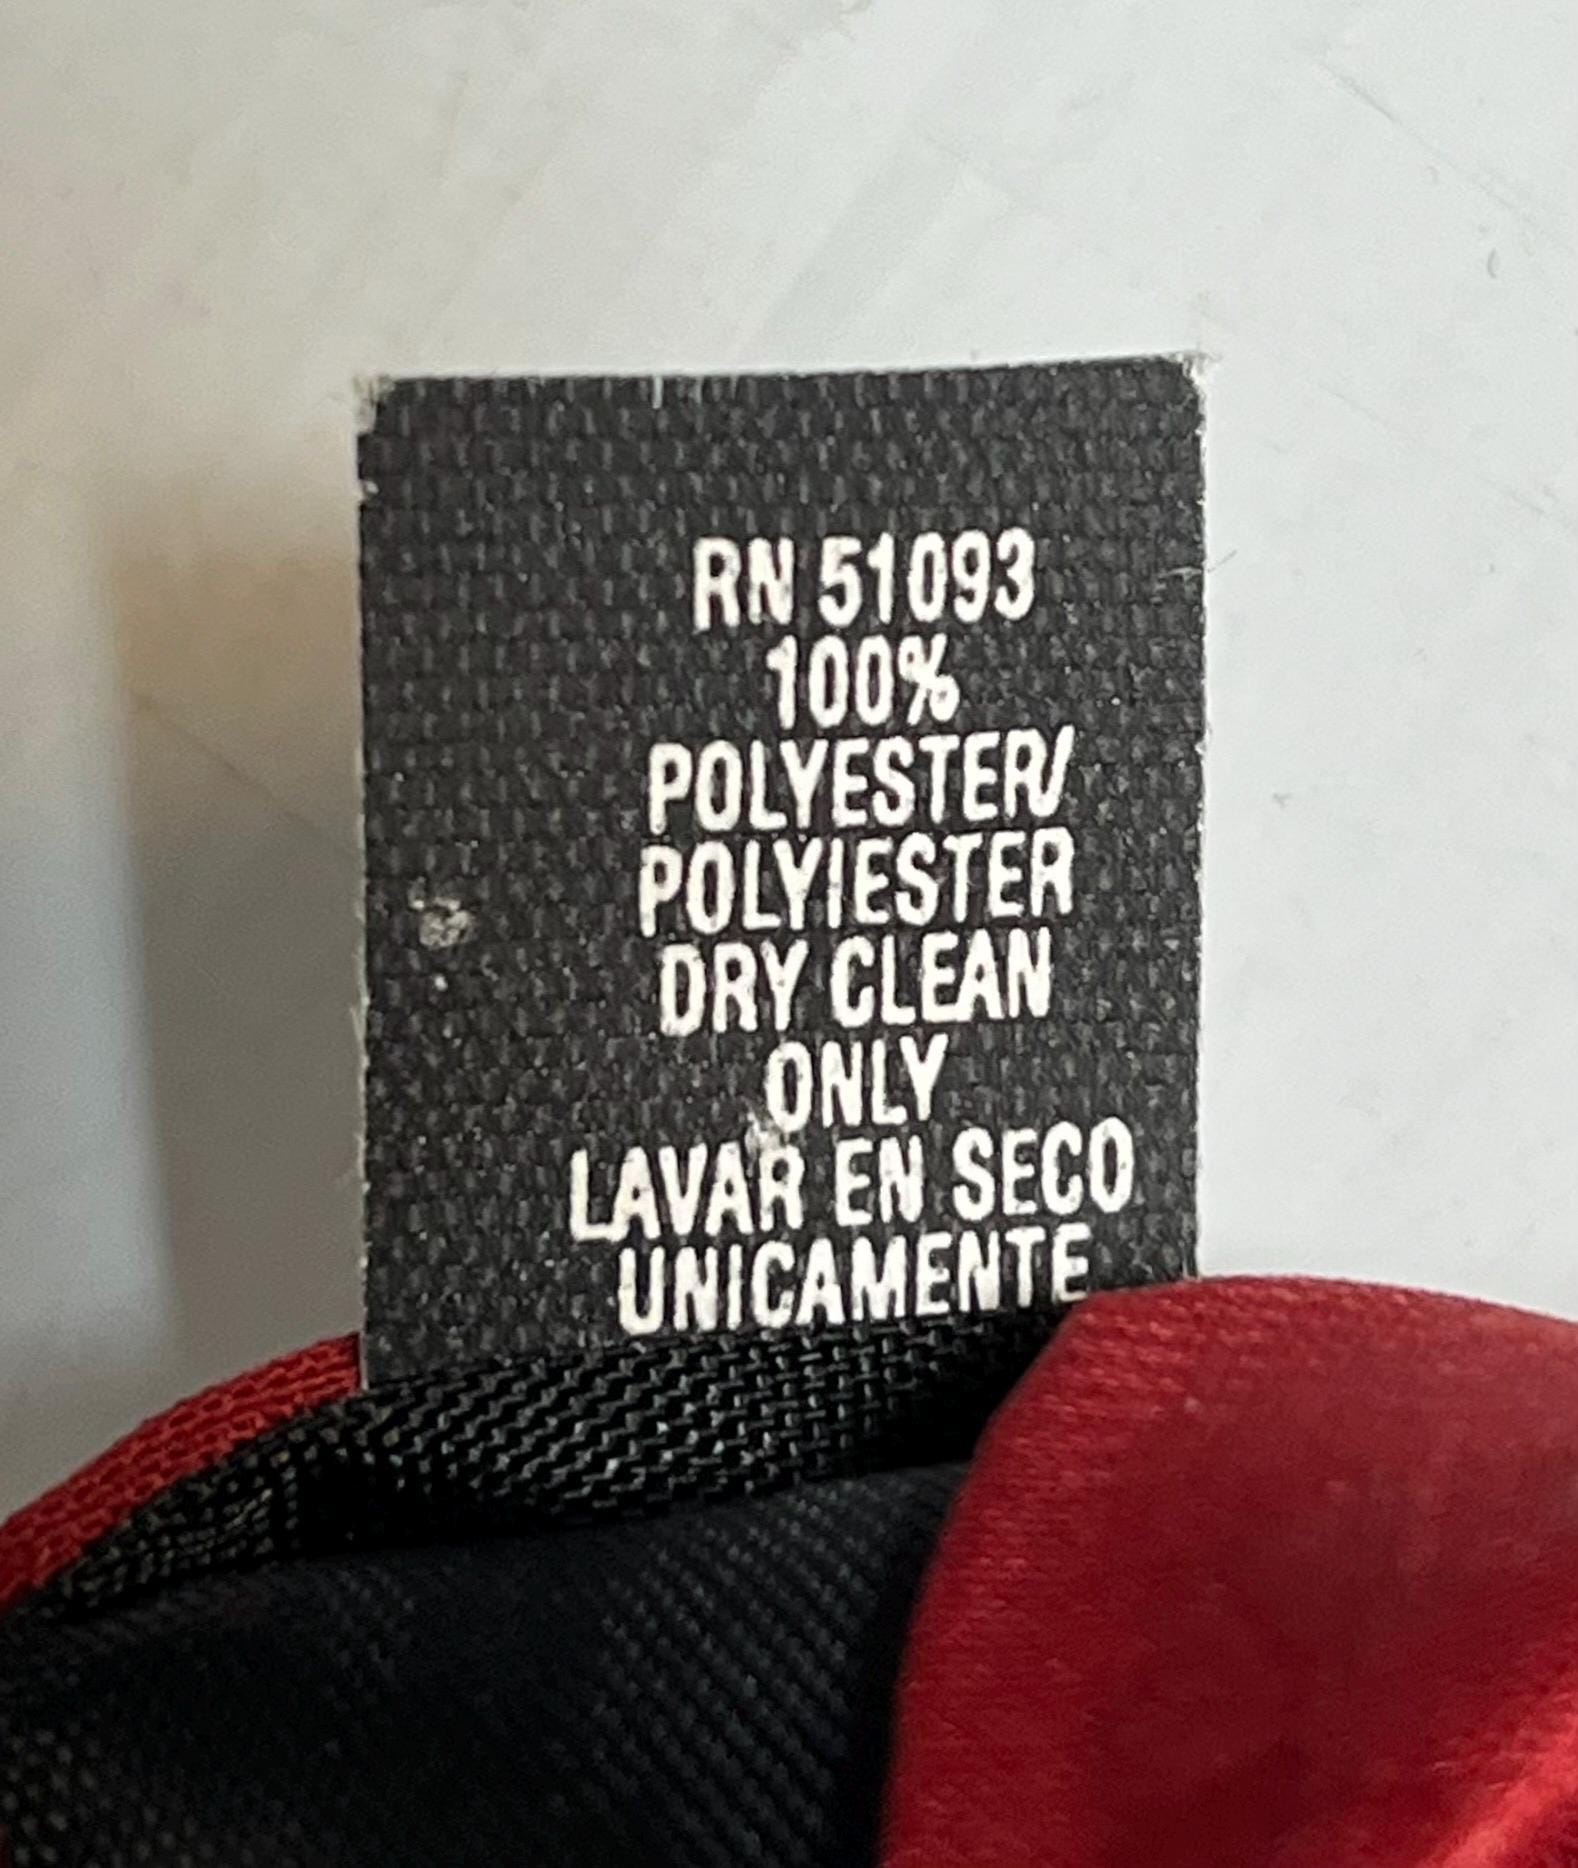 RN 51093
100%
POLYESTER/
POLYIESTER
DRY CLEAN
ONLY
LAVAR EN SECO
UNICAMENTE